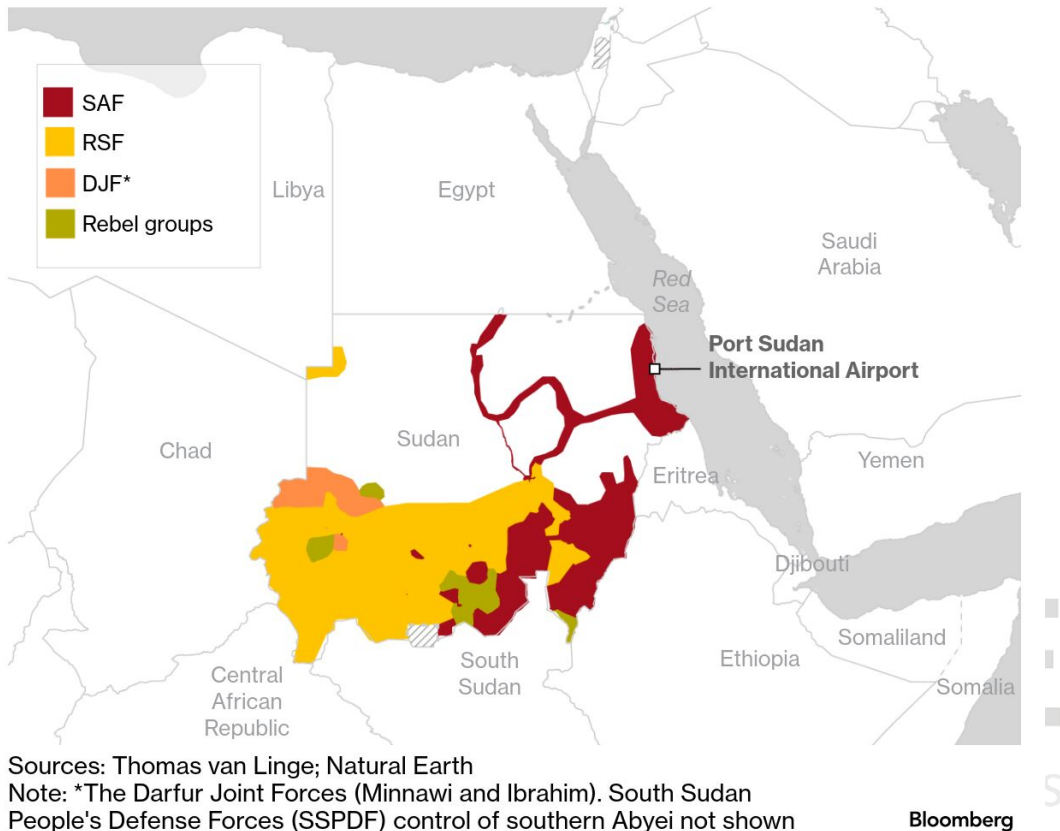 SAF
RSF
DJF*
Rebel groups
Libya
Egypt
Saudi
Arabia
Red
Sea
Port Sudan
International Airport
Chad
Sudan
Eritrea
Yemen
Djibouti
Somaliland
Ethiopia
South
Sudan
Somalia
Central
African
Republic
Sources: Thomas van Linge; Natural Earth
Note: *The Darfur Joint Forces (Minnawi and Ibrahim). South Sudan
People's Defense Forces (SSPDF) control of southern Abyei not shown
Bloomberg